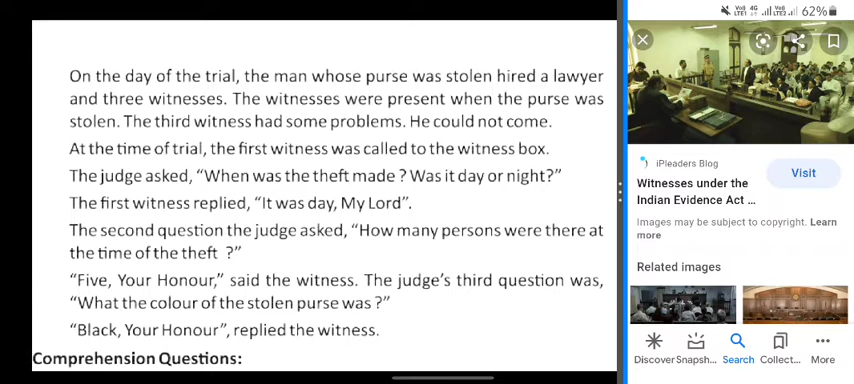 On the day of the trial, the man whose purse was stolen hired a lawyer
and three witnesses. The witnesses were present when the purse was
stolen. The third witness had some problems. He could not come.
At the time of trial, the first witness was called to the witness box.
The judge asked, “When was the theft made ? Was it day or night?”
The first witness replied, “It was day, My Lord”.
The second question the judge asked, “How many persons were there at
the time of the theft ?”
“Five, Your Honour,” said the witness. The judge’s third question was,
“What the colour of the stolen purse was ?”
“Black, Your Honour”, replied the witness.
Comprehension Questions:
Vo) LTE1 4G Vo) LTE2 62%
iPleaders Blog
Witnesses under the
Indian Evidence Act ...
Visit
Images may be subject to copyright. Learn
more
Related images
Discover Snapsh... Search Collect... More